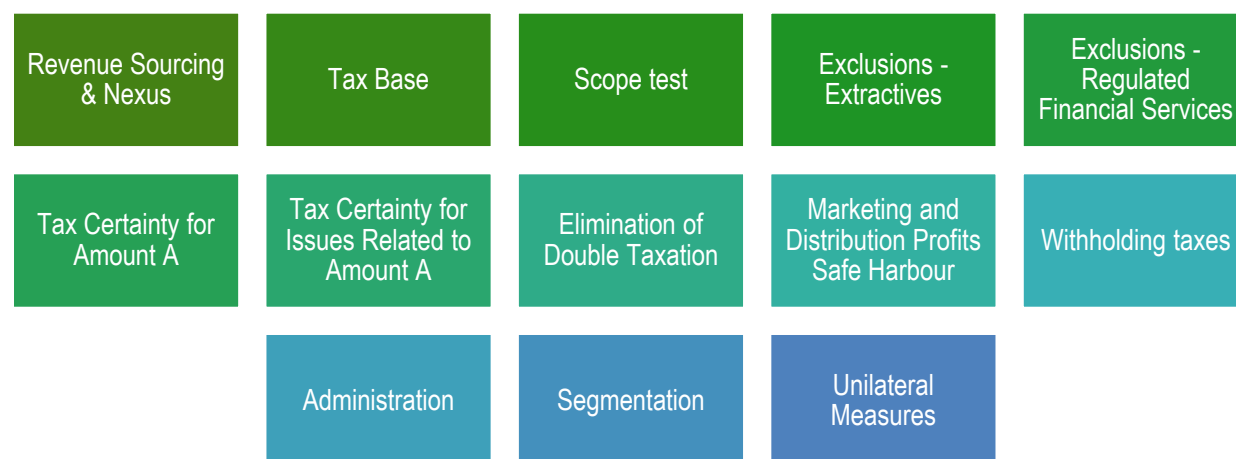 Revenue Sourcing
& Nexus
Tax Base
Scope test
Exclusions -
Extractives
Exclusions -
Regulated
Financial Services
Tax Certainty for
Amount A
Tax Certainty for
Issues Related to
Amount A
Elimination of
Double Taxation
Marketing and
Distribution Profits
Safe Harbour
Withholding taxes
Administration
Segmentation
Unilateral
Measures